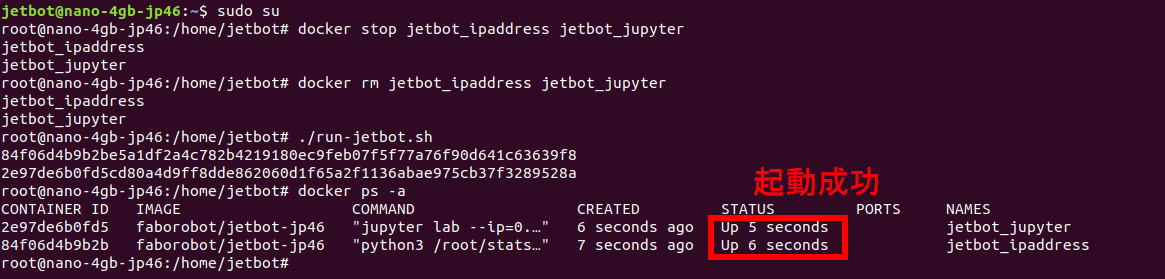 jetbot@nano-4gb-jp46:~$ sudo su
root@nano-4gb-jp46:/home/jetbot# docker stop jetbot_ipaddress jetbot_jupyter
jetbot_ipaddress
jetbot_jupyter
root@nano-4gb-jp46:/home/jetbot# docker rm jetbot_ipaddress jetbot_jupyter
jetbot_ipaddress
jetbot_jupyter
root@nano-4gb-jp46:/home/jetbot# ./run-jetbot.sh
84f06d4b9b2be5a1df2a4c782b4219180ec9feb07f5f77a76f90d641c63639f8
2e97de6b0fd5cd80a4d9ff8dde862060d1f65a2f1136abae975cb37f3289528a
root@nano-4gb-jp46:/home/jetbot# docker ps -a
起動成功
CONTAINER ID IMAGE COMMAND CREATED STATUS PORTS NAMES
2e97de6b0fd5 faborobot/jetbot-jp46 "jupyter lab --ip=0.…" 6 seconds ago Up 5 seconds jetbot_jupyter
84f06d4b9b2b faborobot/jetbot-jp46 "python3 /root/stats…" 7 seconds ago Up 6 seconds jetbot_ipaddress
root@nano-4gb-jp46:/home/jetbot#